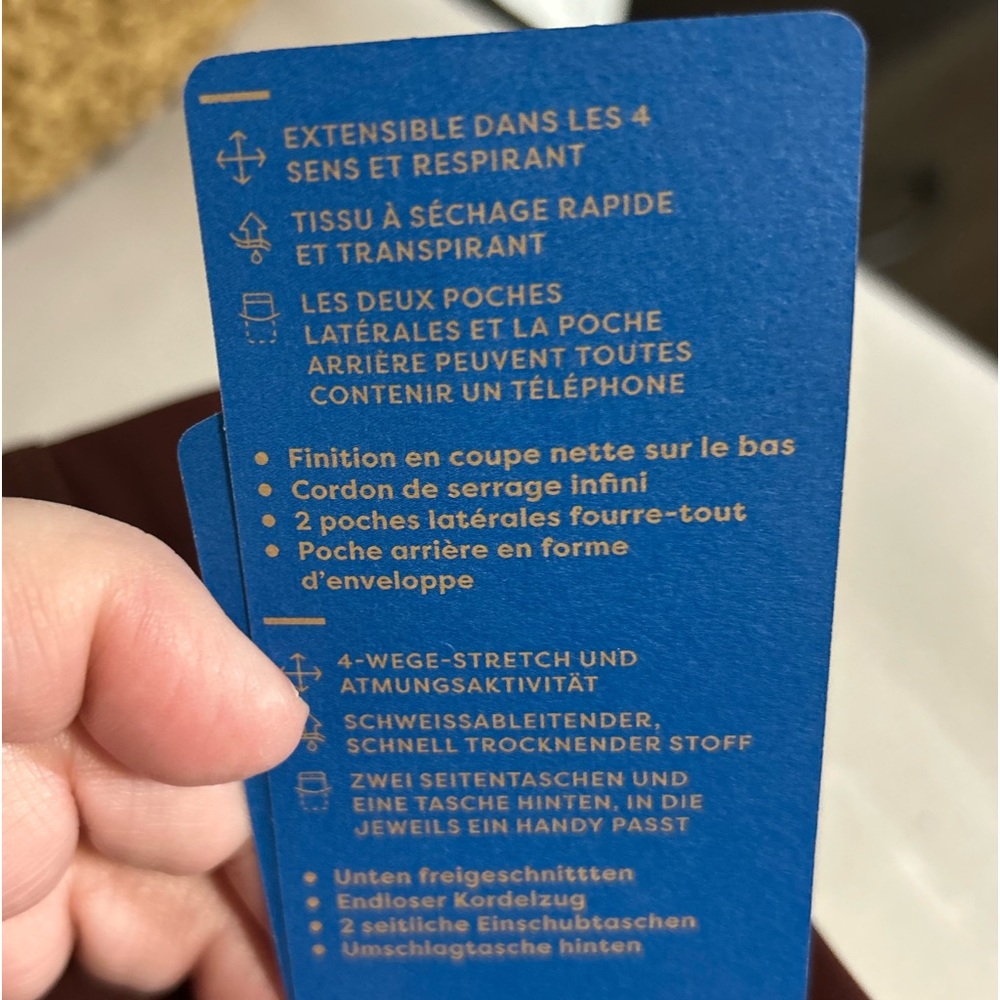 EXTENSIBLE DANS LES 4
SENS ET RESPIRANT
TISSU À SÉCHAGE RAPIDE
ET TRANSPIRANT
LES DEUX POCHES
LATÉRALES ET LA POCHE
ARRIÈRE PEUVENT TOUTES
CONTENIR UN TÉLÉPHONE
• Finition en coupe nette sur le bas
• Cordon de serrage infini
• 2 poches latérales fourre-tout
• Poche arrière en forme
d'enveloppe
4-WEGE-STRETCH UND
ATMUNGSAKTIVITÄT
SCHWEISSABLEITENDER,
SCHNELL TROCKNENDER STOFF
ZWEI SEITENTASCHEN UND
EINE TASCHE HINTEN, IN DIE
JEWEILS EIN HANDY PASST
• Unten freigeschnittten
• Endloser Kordelzug
• 2 seitliche Einschubtaschen
• Umschlagtasche hinten